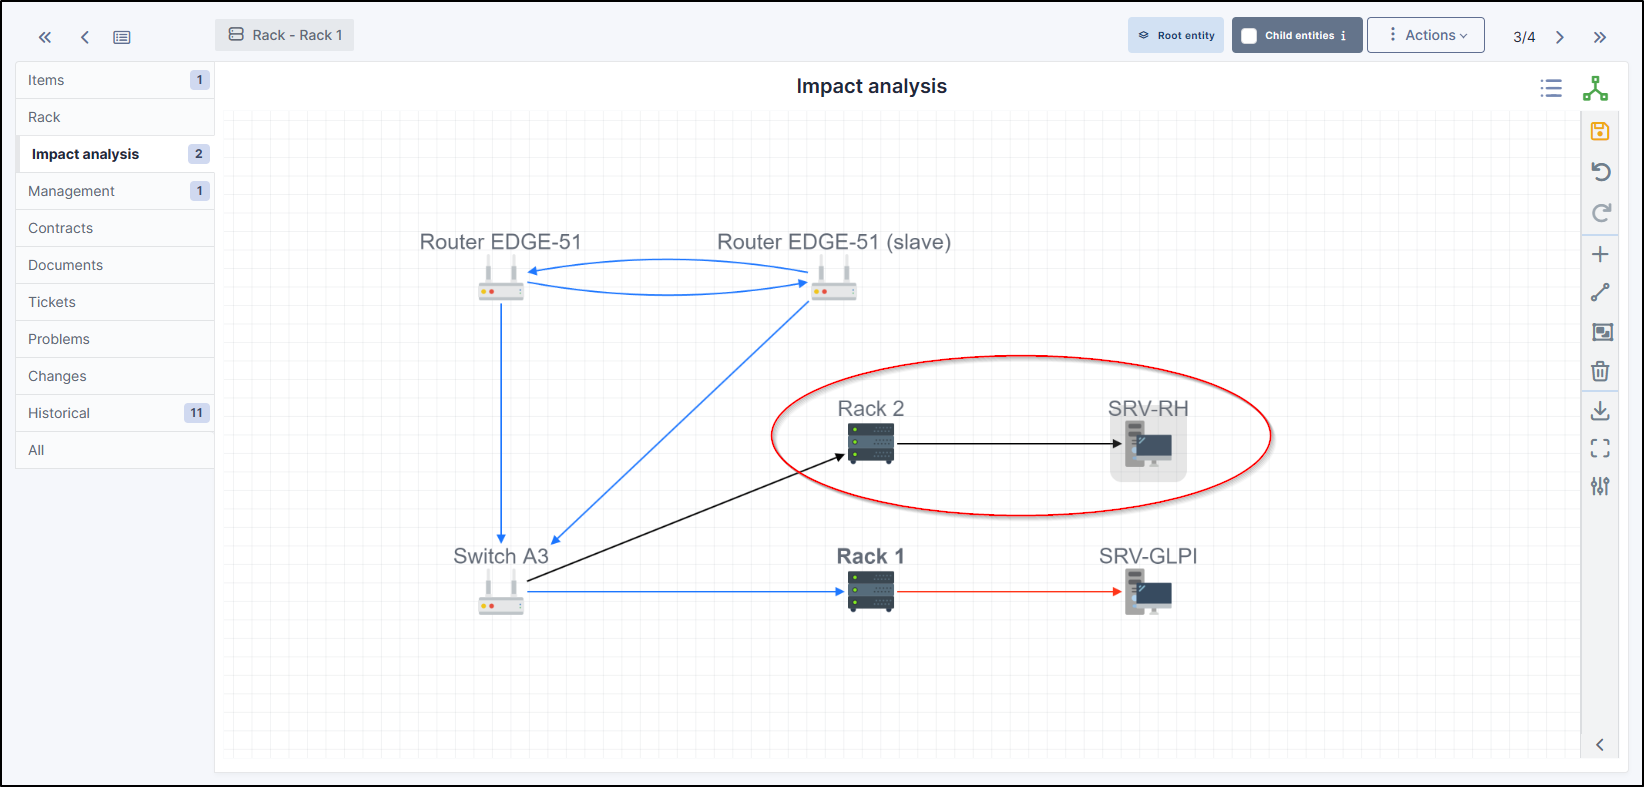 Rack - Rack 1
Root entity
Child entities i
Actions
3/4
Items 1
Rack
Impact analysis 2
Management 1
Contracts
Documents
Tickets
Problems
Changes
Historical 11
All
Impact analysis
Router EDGE-51
Router EDGE-51 (slave)
Rack 2
SRV-RH
Switch A3
Rack 1
SRV-GLPI